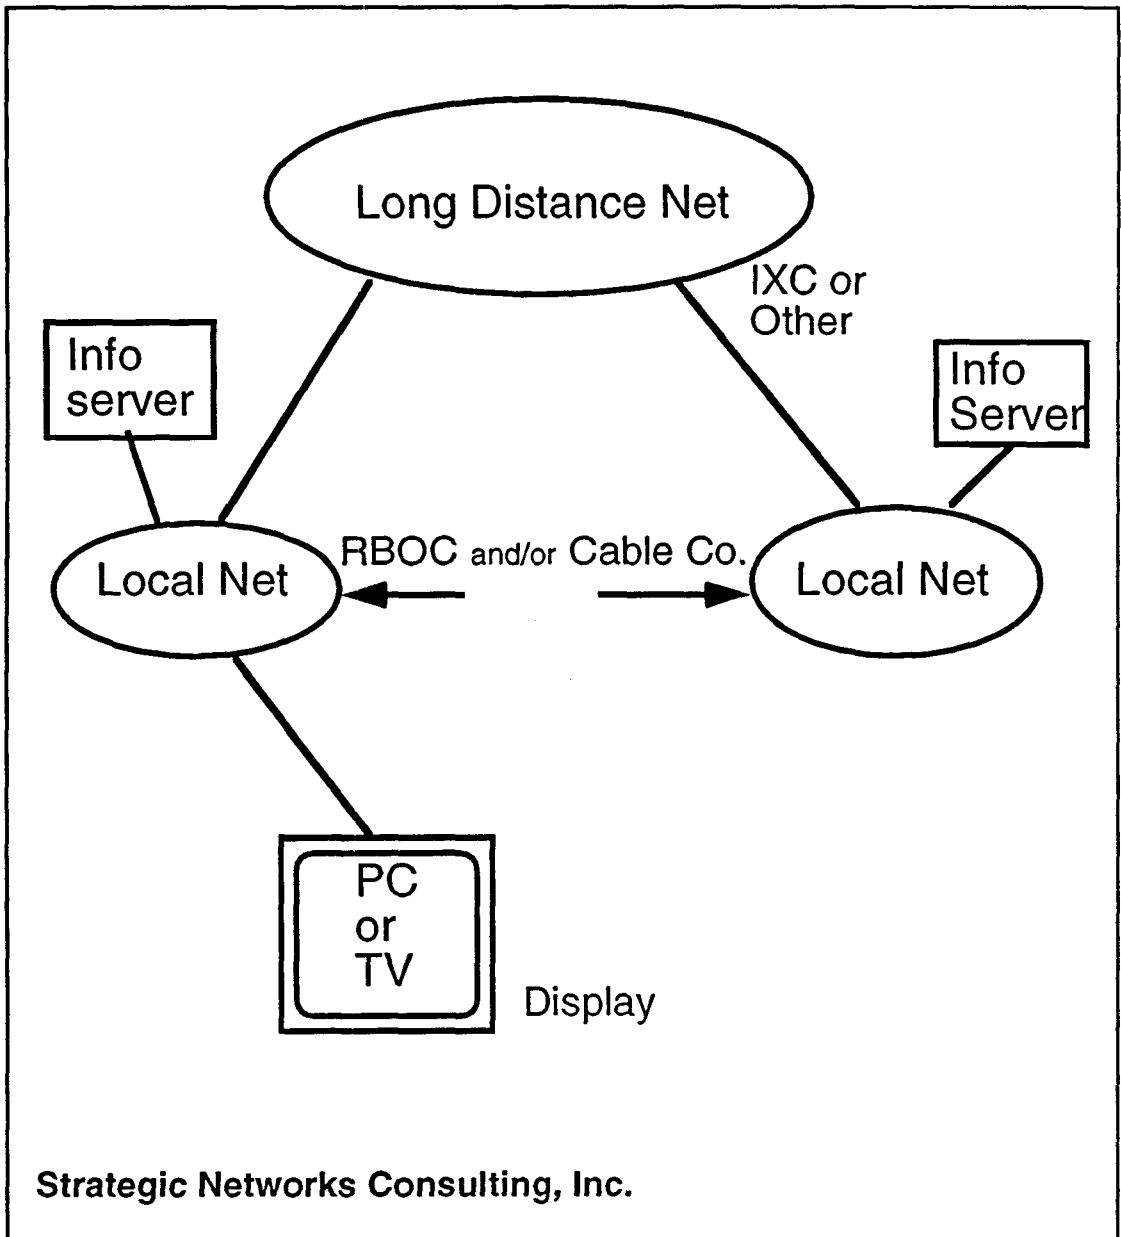 Long Distance Net
IXC or
Other
Info
server
Info
Server
RBOC and/or Cable Co.
Local Net
Local Net
PC
or
TV
Display
Strategic Networks Consulting, Inc.